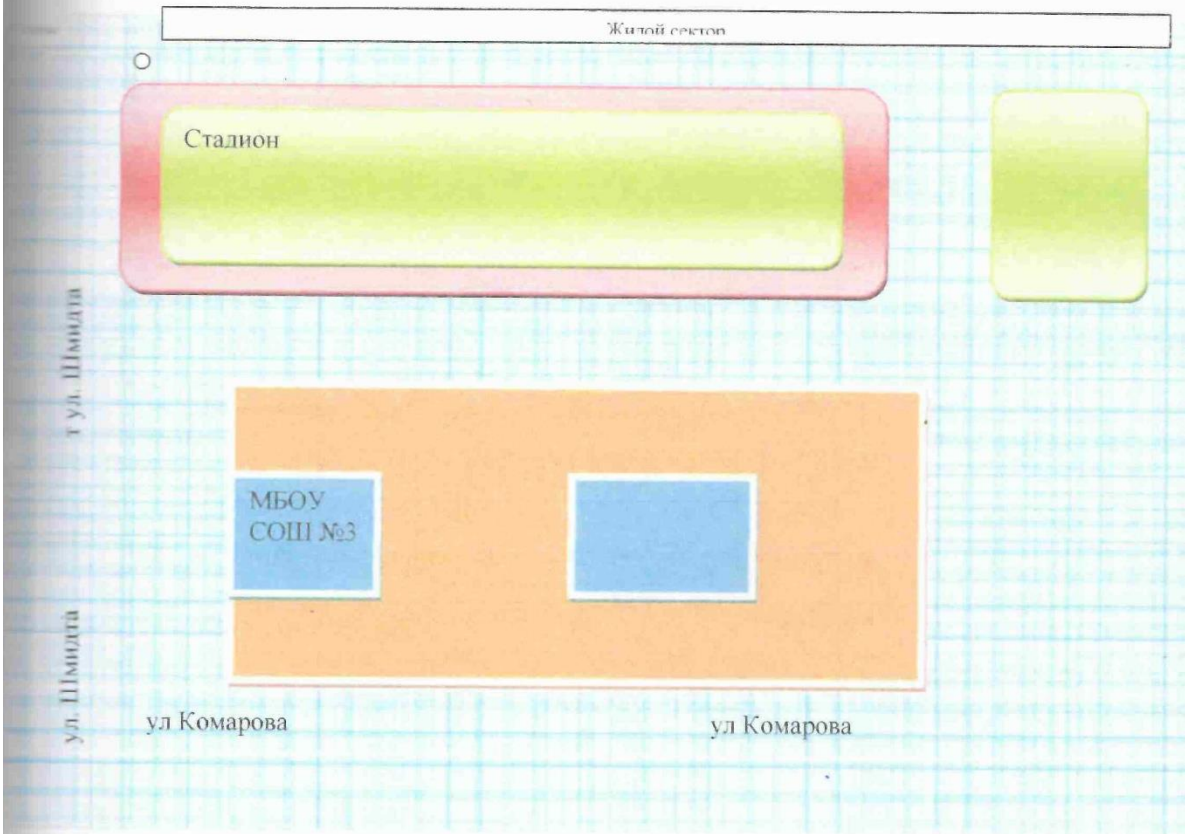 Жилой сектор
Стадион
т ул. Шмидта
МБОУ
СОШ №3
ул. Шмидта
ул Комарова
ул Комарова